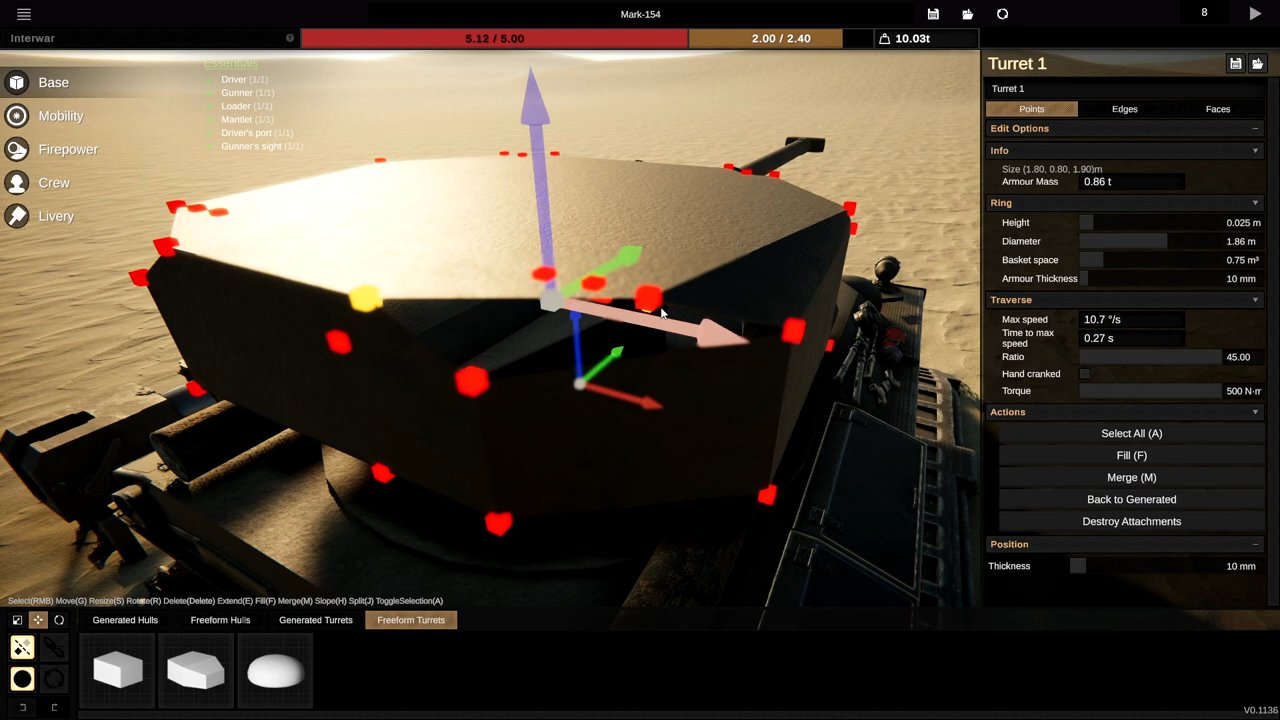 Mark-154
8
Interwar
5.12 / 5.00
2.00 / 2.40
10.03t
Base
Mobility
Firepower
Crew
Livery
Essentials
Driver (1/1)
Gunner (1/1)
Loader (1/1)
Mantlet (1/1)
Driver's port (1/1)
Gunner's sight (1/1)
Turret 1
Turret 1
Points Edges Faces
Edit Options
Info
Size (1.80, 0.80, 1.90)m
Armour Mass 0.86 t
Ring
Height 0.025 m
Diameter 1.86 m
Basket space 0.75 m³
Armour Thickness 10 mm
Traverse
Max speed 10.7 °/s
Time to max speed 0.27 s
Ratio 45.00
Hand cranked
Torque 500 N·m
Actions
Select All (A)
Fill (F)
Merge (M)
Back to Generated
Destroy Attachments
Position
Thickness 10 mm
Select(RMB) Move(G) Resize(S) Rotate(R) Delete(Delete) Extend(E) Fill(F) Merge(M) Slope(H) Split(J) ToggleSelection(A)
Generated Hulls Freeform Hulls Generated Turrets Freeform Turrets
V0.1136